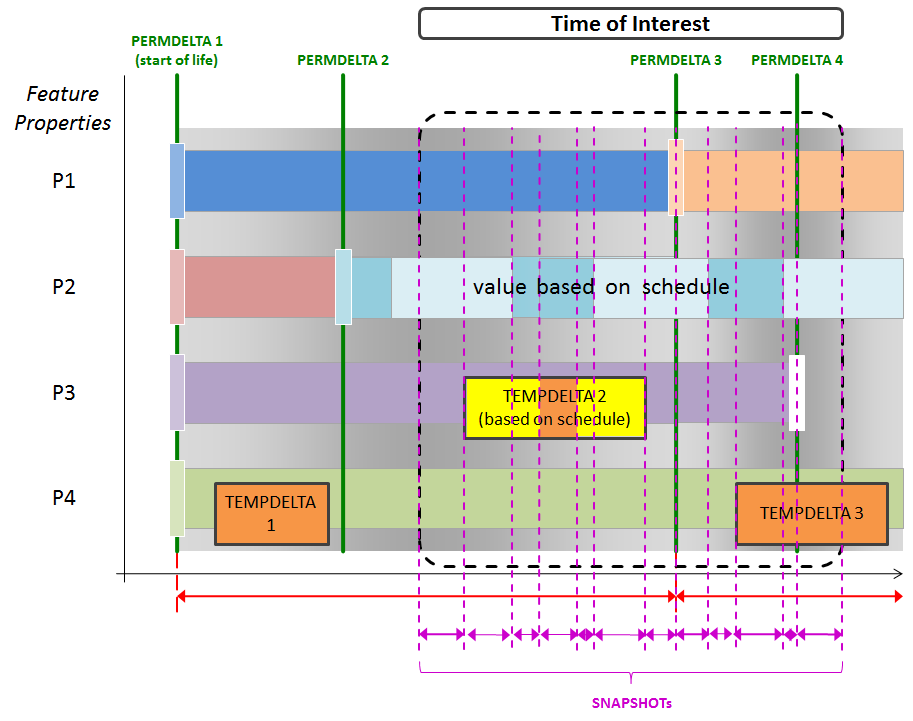 Time of Interest
PERMDELTA 1
(start of life)
PERMDELTA 2
PERMDELTA 3
PERMDELTA 4
Feature
Properties
P1
P2
value based on schedule
P3
TEMPDELTA 2
(based on schedule)
P4
TEMPDELTA
1
TEMPDELTA 3
SNAPSHOTs